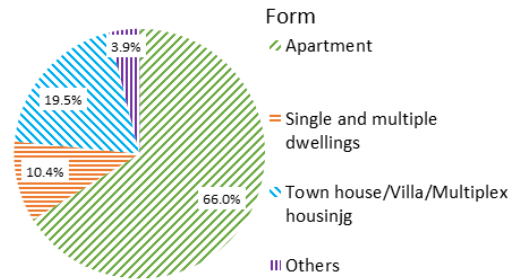 Form
Apartment
3.9%
19.5%
Single and multiple
dwellings
10.4%
66.0%
Town house/Villa/Multiplex
housinjg
Others